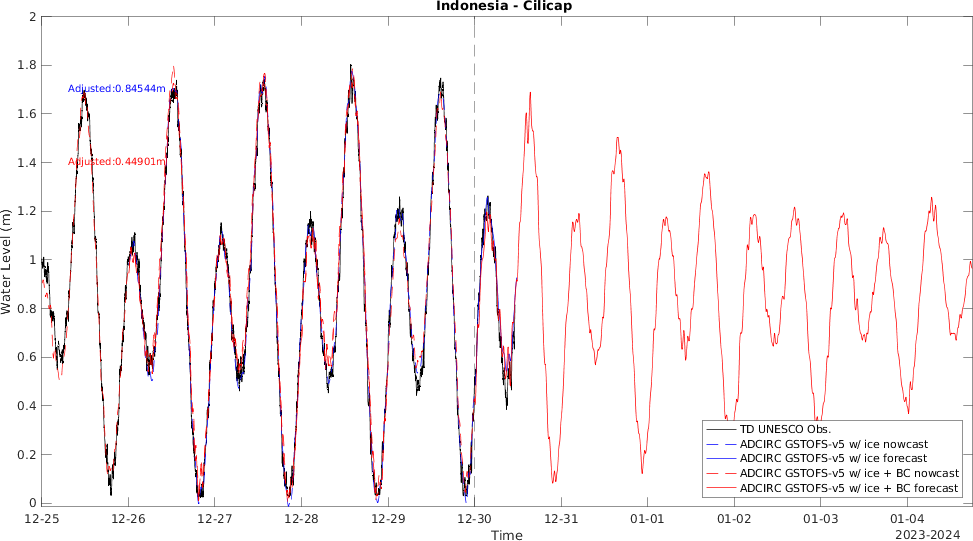 Indonesia - Cilicap
2
1.8
1.6
1.4
1.2
1
0.8
0.6
0.4
0.2
0
Water Level (m)
Adjusted:0.84544m
Adjusted:0.44901m
TD UNESCO Obs.
ADCIRC GSTOFS-v5 w/ ice nowcast
ADCIRC GSTOFS-v5 w/ ice forecast
ADCIRC GSTOFS-v5 w/ ice + BC nowcast
ADCIRC GSTOFS-v5 w/ ice + BC forecast
12-25 12-26 12-27 12-28 12-29 12-30 12-31 01-01 01-02 01-03 01-04
Time
2023-2024